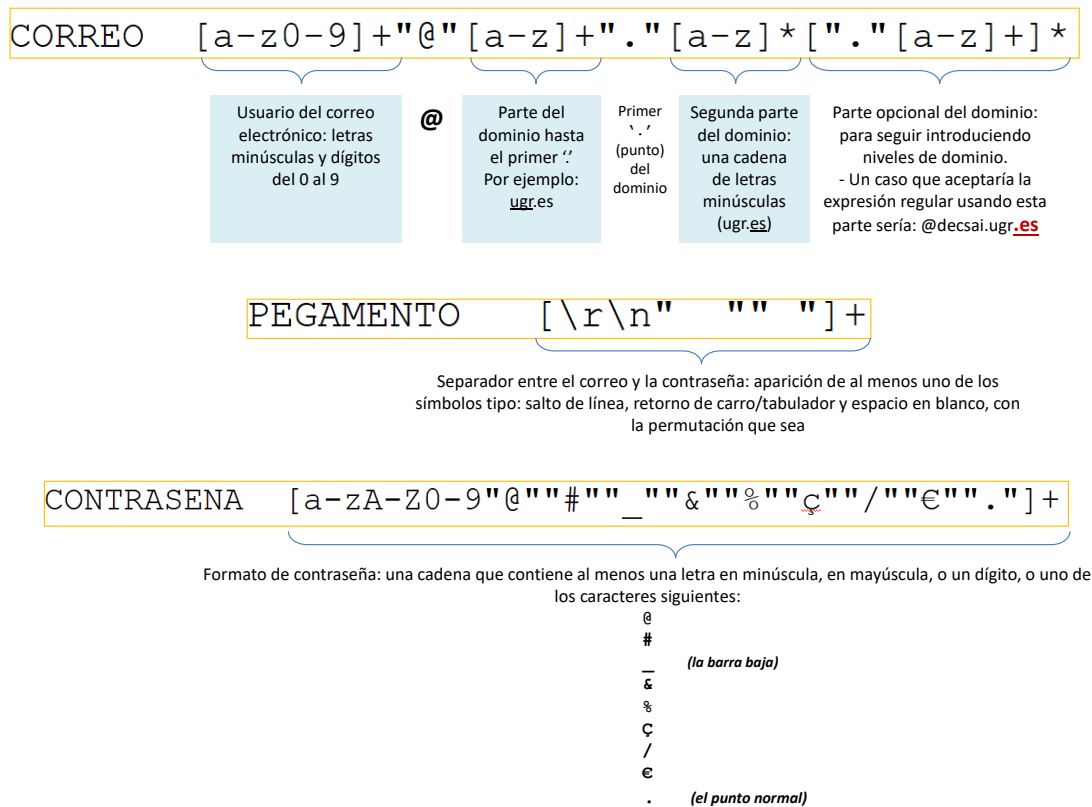 CORREO [a-z0-9]+"@"[a-z]+"."[a-z]*["."[a-z]+]*
Usuario del correo
electrónico: letras
minúsculas y dígitos
del 0 al 9
@
Parte del
dominio hasta
el primer ‘.’
Por ejemplo:
ugr.es
Primer
‘.’
(punto)
del
dominio
Segunda parte
del dominio:
una cadena
de letras
minúsculas
(ugr.es)
Parte opcional del dominio:
para seguir introduciendo
niveles de dominio.
- Un caso que aceptaría la
expresión regular usando esta
parte sería: @decsai.ugr.es
PEGAMENTO [\r\n"  "" "]+
Separador entre el correo y la contraseña: aparición de al menos uno de los
símbolos tipo: salto de línea, retorno de carro/tabulador y espacio en blanco, con
la permutación que sea
CONTRASENA [a-zA-Z0-9"@""#""_""&""%""ç""/""€""."]+
Formato de contraseña: una cadena que contiene al menos una letra en minúscula, en mayúscula, o un dígito, o uno de
los caracteres siguientes:
@
#
_ (la barra baja)
&
%
Ç
/
€
. (el punto normal)